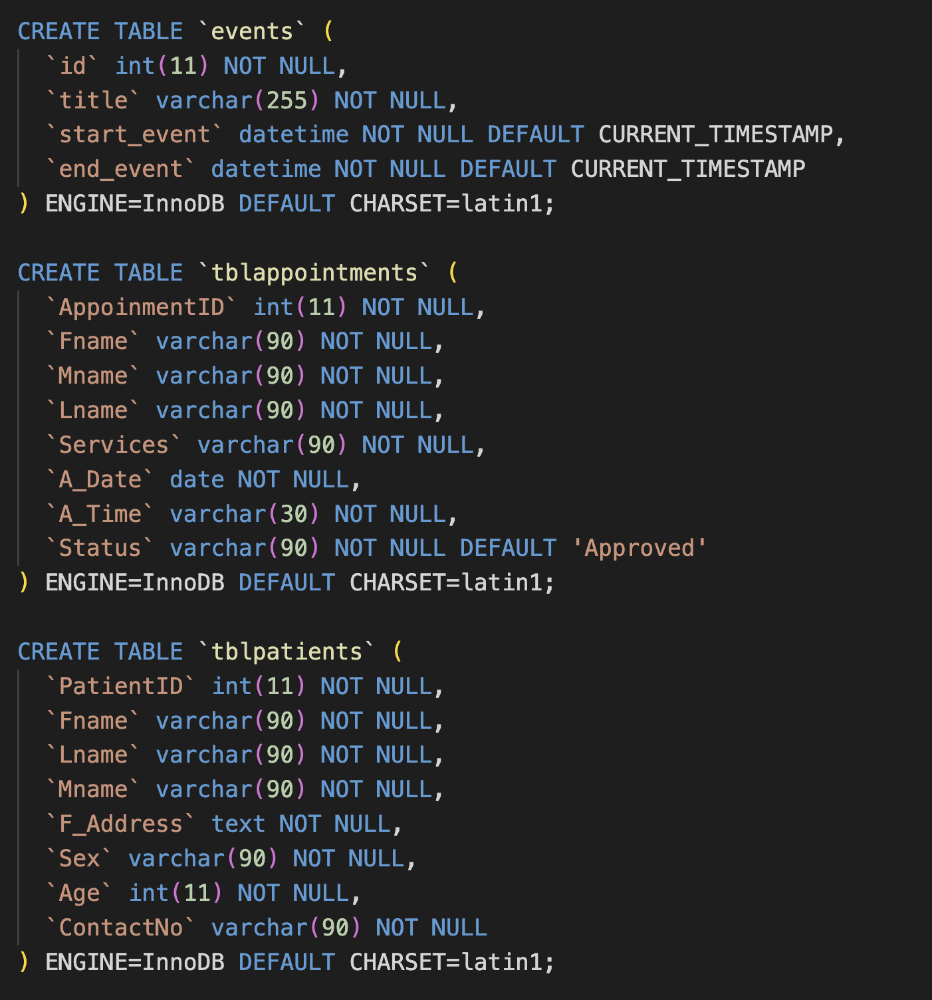 CREATE TABLE `events` (
  `id` int(11) NOT NULL,
  `title` varchar(255) NOT NULL,
  `start_event` datetime NOT NULL DEFAULT CURRENT_TIMESTAMP,
  `end_event` datetime NOT NULL DEFAULT CURRENT_TIMESTAMP
) ENGINE=InnoDB DEFAULT CHARSET=latin1;

CREATE TABLE `tblappointments` (
  `AppoinmentID` int(11) NOT NULL,
  `Fname` varchar(90) NOT NULL,
  `Mname` varchar(90) NOT NULL,
  `Lname` varchar(90) NOT NULL,
  `Services` varchar(90) NOT NULL,
  `A_Date` date NOT NULL,
  `A_Time` varchar(30) NOT NULL,
  `Status` varchar(90) NOT NULL DEFAULT 'Approved'
) ENGINE=InnoDB DEFAULT CHARSET=latin1;

CREATE TABLE `tblpatients` (
  `PatientID` int(11) NOT NULL,
  `Fname` varchar(90) NOT NULL,
  `Lname` varchar(90) NOT NULL,
  `Mname` varchar(90) NOT NULL,
  `F_Address` text NOT NULL,
  `Sex` varchar(90) NOT NULL,
  `Age` int(11) NOT NULL,
  `ContactNo` varchar(90) NOT NULL
) ENGINE=InnoDB DEFAULT CHARSET=latin1;